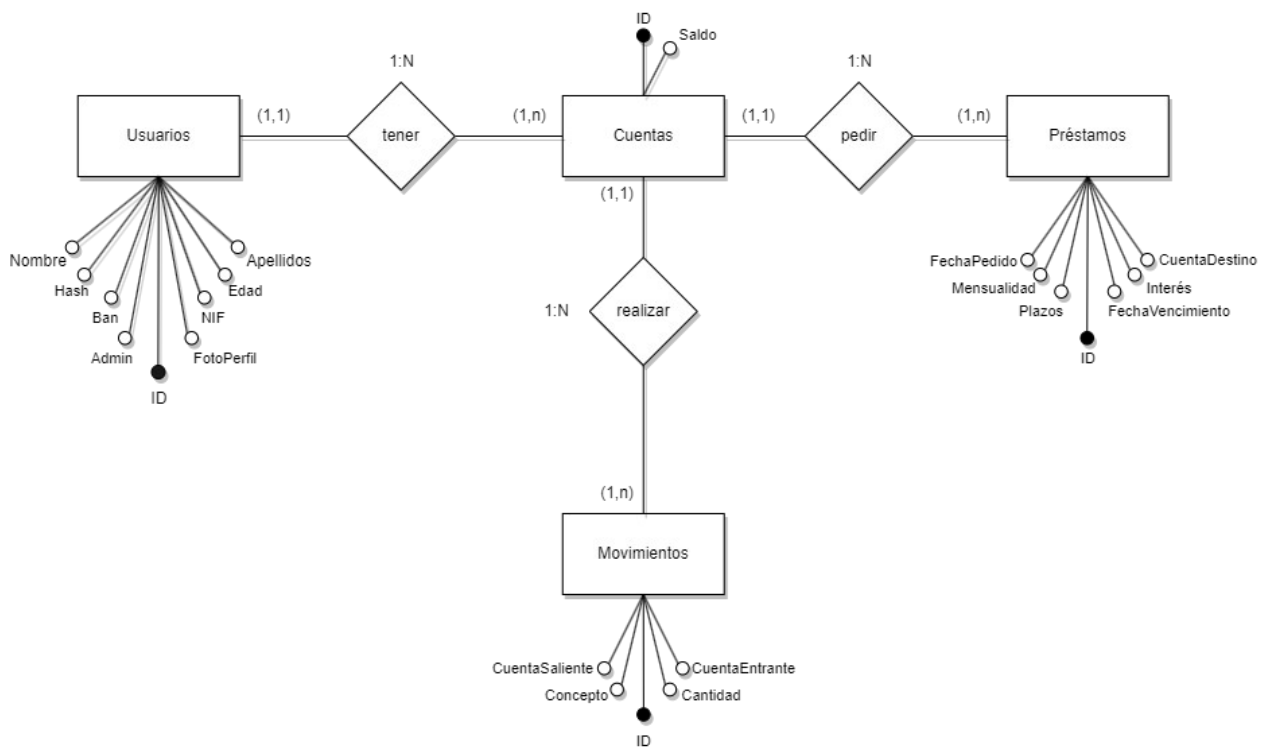 ID
Saldo
1:N
1:N
Usuarios
(1,1)
tener
(1,n)
Cuentas
(1,1)
pedir
(1,n)
Préstamos
(1,1)
Nombre
Apellidos
Hash
Edad
Ban
NIF
Admin
FotoPerfil
ID
1:N
realizar
FechaPedido
CuentaDestino
Mensualidad
Interés
Plazos
FechaVencimiento
ID
(1,n)
Movimientos
CuentaSaliente
CuentaEntrante
Concepto
Cantidad
ID